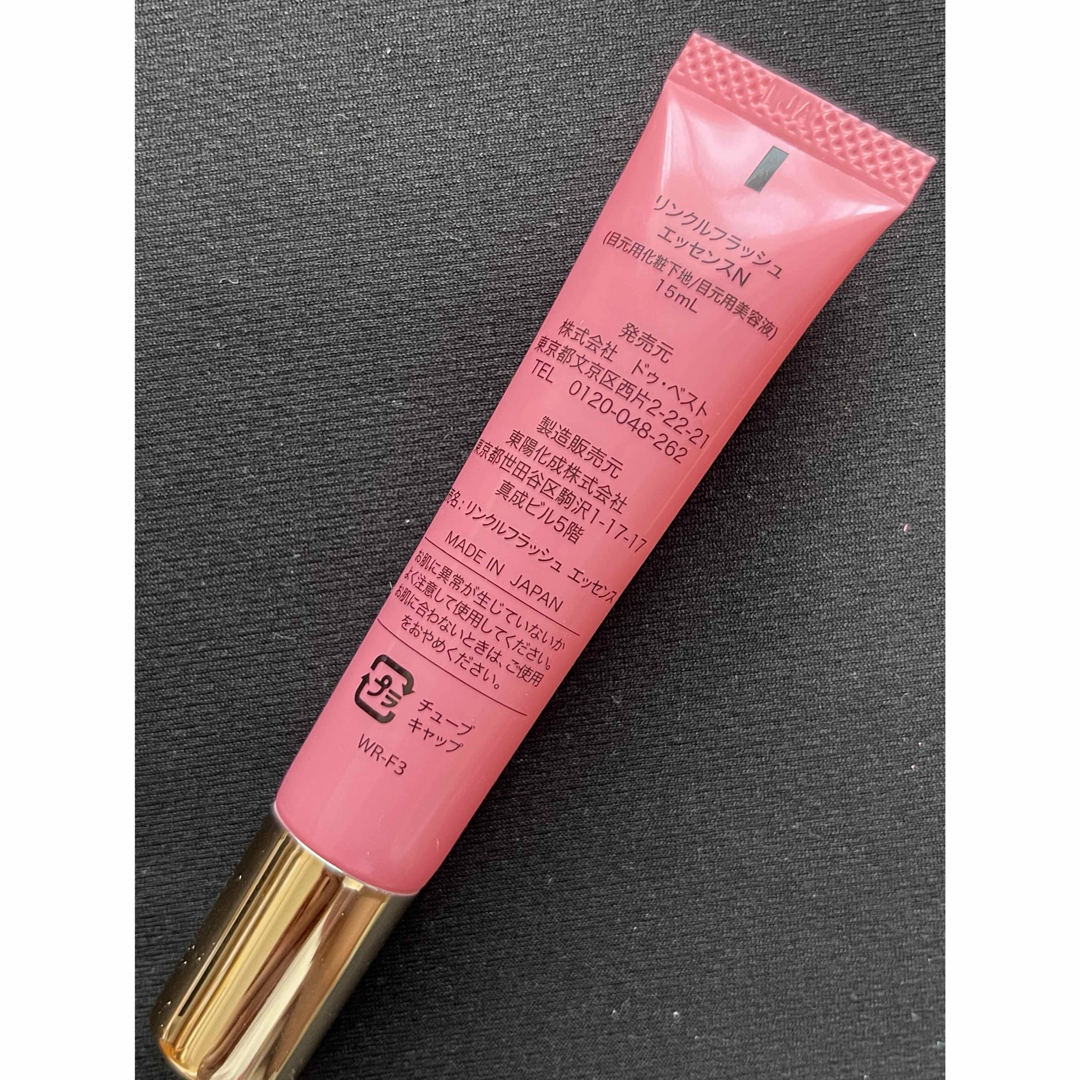 リンクルフラッシュ
エッセンスN
(目元用化粧下地/目元用美容液)
15mL
発売元
株式会社 ドゥ・ベスト
東京都文京区西片2-22-21
TEL 0120-048-262
製造販売元
東陽化成株式会社
東京都世田谷区駒沢1-17-17
真成ビル5階
名:リンクルフラッシュ エッセンス
MADE IN JAPAN
お肌に異常が生じていないか
よく注意して使用してください。
お肌に合わないときは、ご使用
をおやめください。
プラ
チューブ
キャップ
WR-F3